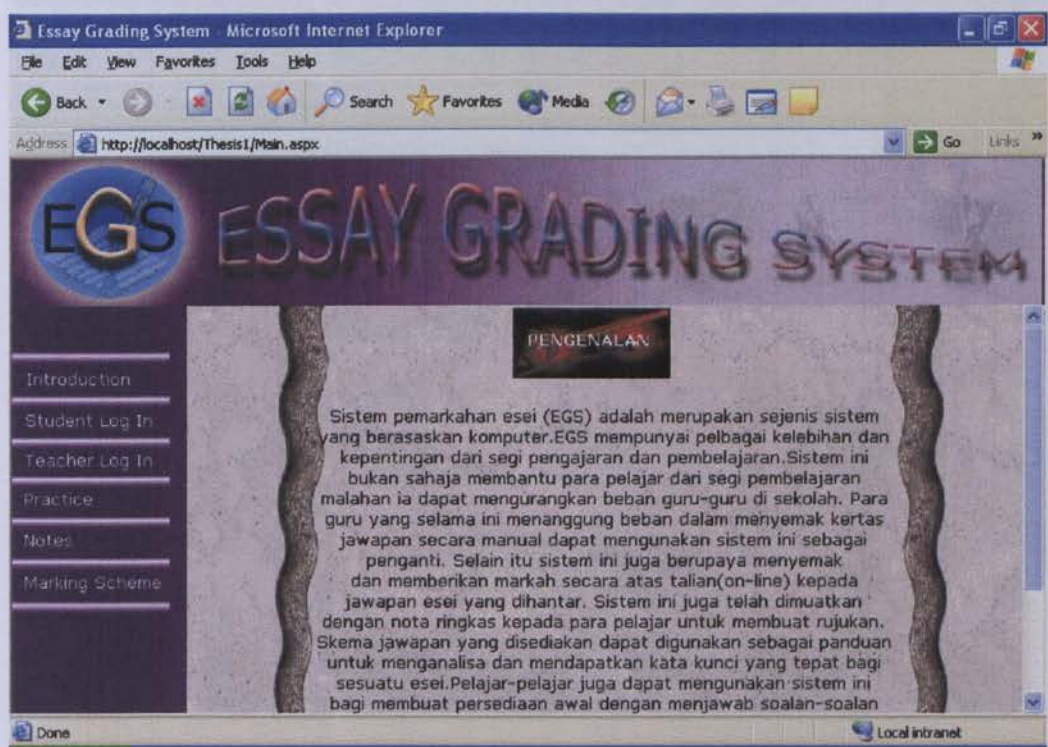 Essay Grading System - Microsoft Internet Explorer
File Edit View Favorites Tools Help
Back Search Favorites Media
Address http://localhost/Thesis1/Main.aspx Go Links »
EGS ESSAY GRADING SYSTEM
PENGENALAN
Introduction
Student Log In
Teacher Log In
Practice
Notes
Marking Scheme
Sistem pemarkahan esei (EGS) adalah merupakan sejenis sistem
yang berasaskan komputer.EGS mempunyai pelbagai kelebihan dan
kepentingan dari segi pengajaran dan pembelajaran.Sistem ini
bukan sahaja membantu para pelajar dari segi pembelajaran
malahan ia dapat mengurangkan beban guru-guru di sekolah. Para
guru yang selama ini menanggung beban dalam menyemak kertas
jawapan secara manual dapat mengunakan sistem ini sebagai
penganti. Selain itu sistem ini juga berupaya menyemak
dan memberikan markah secara atas talian(on-line) kepada
jawapan esei yang dihantar. Sistem ini juga telah dimuatkan
dengan nota ringkas kepada para pelajar untuk membuat rujukan.
Skema jawapan yang disediakan dapat digunakan sebagai panduan
untuk menganalisa dan mendapatkan kata kunci yang tepat bagi
sesuatu esei.Pelajar-pelajar juga dapat mengunakan sistem ini
bagi membuat persediaan awal dengan menjawab soalan-soalan
Done Local intranet